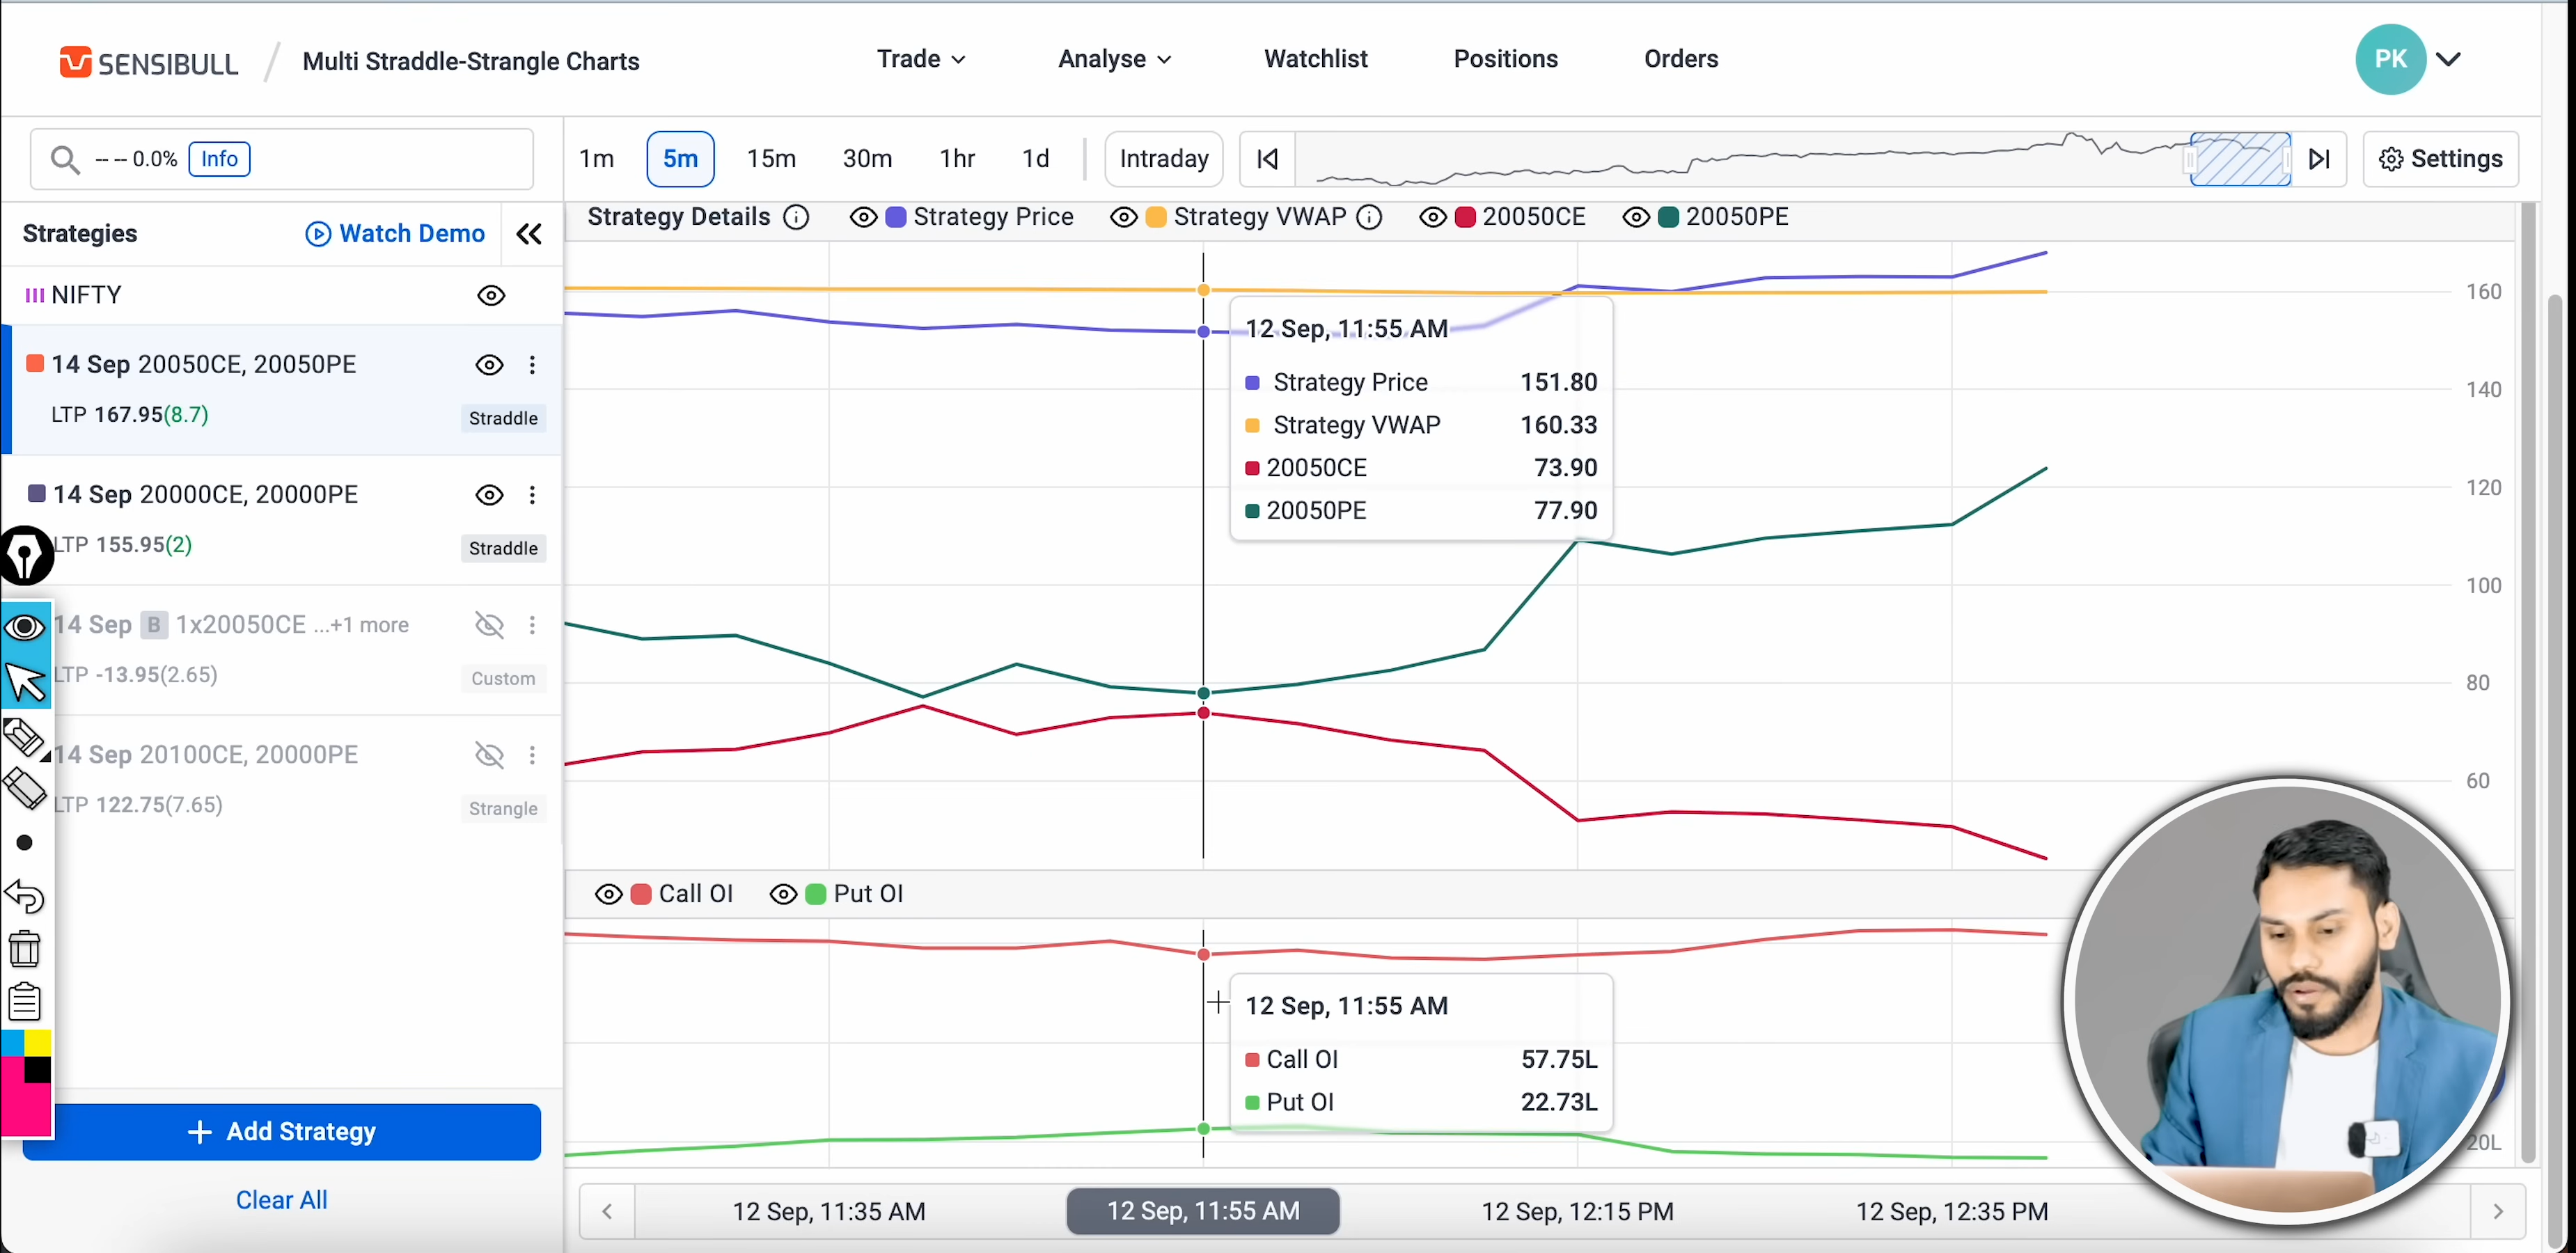 SENSIBULL / Multi Straddle-Strangle Charts
Trade Analyse Watchlist Positions Orders
PK
-- -- 0.0% Info
1m 5m 15m 30m 1hr 1d Intraday Settings
Strategies Watch Demo
Strategy Details Strategy Price Strategy VWAP 20050CE 20050PE
NIFTY
14 Sep 20050CE, 20050PE
LTP 167.95(8.7) Straddle
14 Sep 20000CE, 20000PE
LTP 155.95(2) Straddle
14 Sep B 1x20050CE ...+1 more
LTP -13.95(2.65) Custom
14 Sep 20100CE, 20000PE
LTP 122.75(7.65) Strangle
+ Add Strategy
Clear All
12 Sep, 11:55 AM
Strategy Price 151.80
Strategy VWAP 160.33
20050CE 73.90
20050PE 77.90
160
140
120
100
80
60
Call OI Put OI
12 Sep, 11:55 AM
Call OI 57.75L
Put OI 22.73L
20L
12 Sep, 11:35 AM 12 Sep, 11:55 AM 12 Sep, 12:15 PM 12 Sep, 12:35 PM